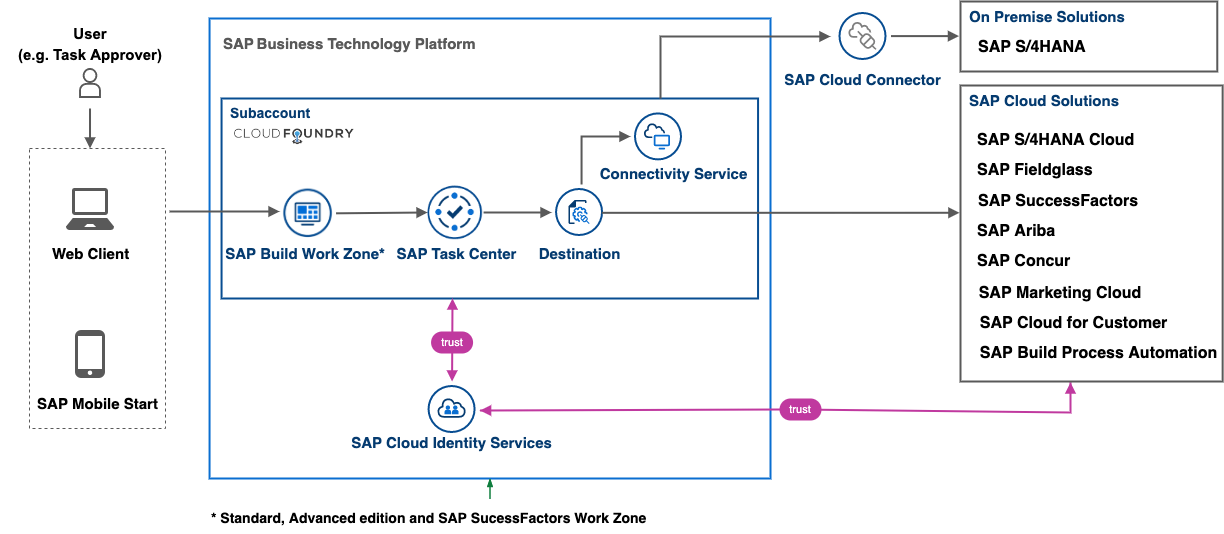 User
(e.g. Task Approver)
Web Client
SAP Mobile Start
SAP Business Technology Platform
Subaccount
CLOUD FOUNDRY
SAP Build Work Zone*
SAP Task Center
Destination
Connectivity Service
trust
SAP Cloud Identity Services
trust
SAP Cloud Connector
On Premise Solutions
SAP S/4HANA
SAP Cloud Solutions
SAP S/4HANA Cloud
SAP Fieldglass
SAP SuccessFactors
SAP Ariba
SAP Concur
SAP Marketing Cloud
SAP Cloud for Customer
SAP Build Process Automation
* Standard, Advanced edition and SAP SucessFactors Work Zone